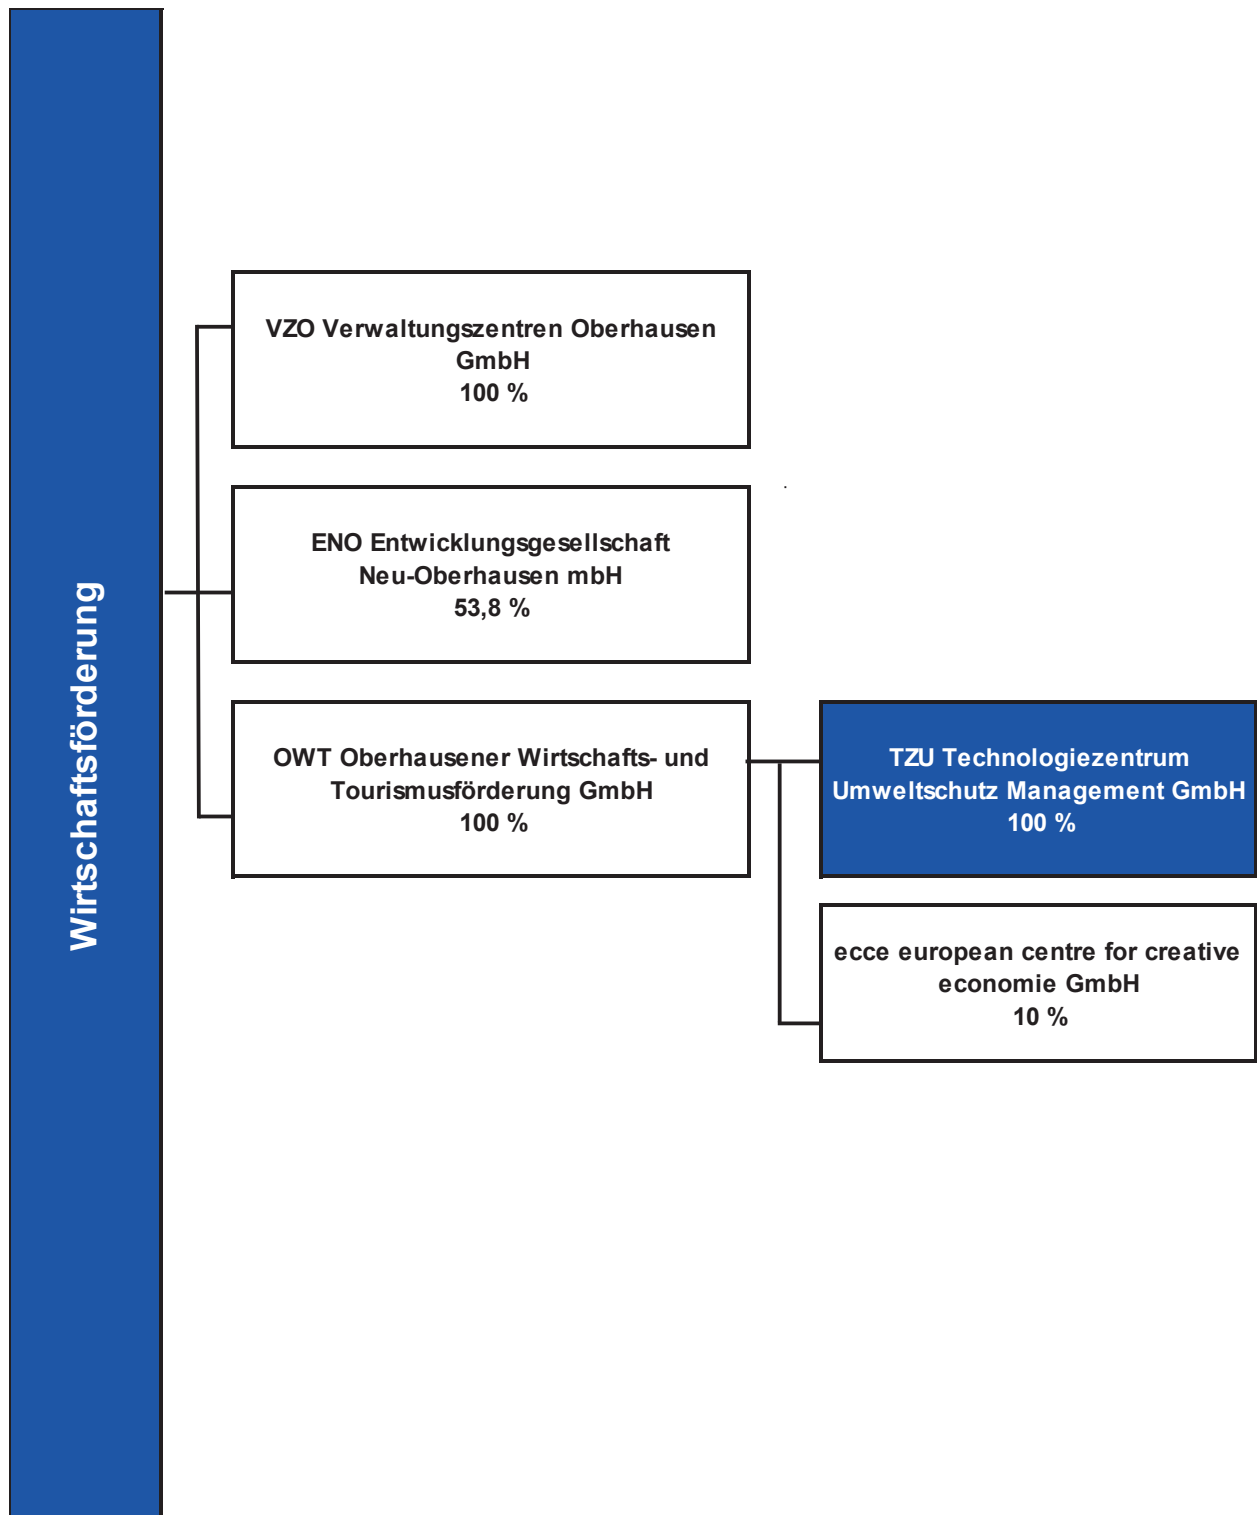 Wirtschaftsförderung
VZO Verwaltungszentren Oberhausen
GmbH
100 %
ENO Entwicklungsgesellschaft
Neu-Oberhausen mbH
53,8 %
OWT Oberhausener Wirtschafts- und
Tourismusförderung GmbH
100 %
TZU Technologiezentrum
Umweltschutz Management GmbH
100 %
ecce european centre for creative
economie GmbH
10 %